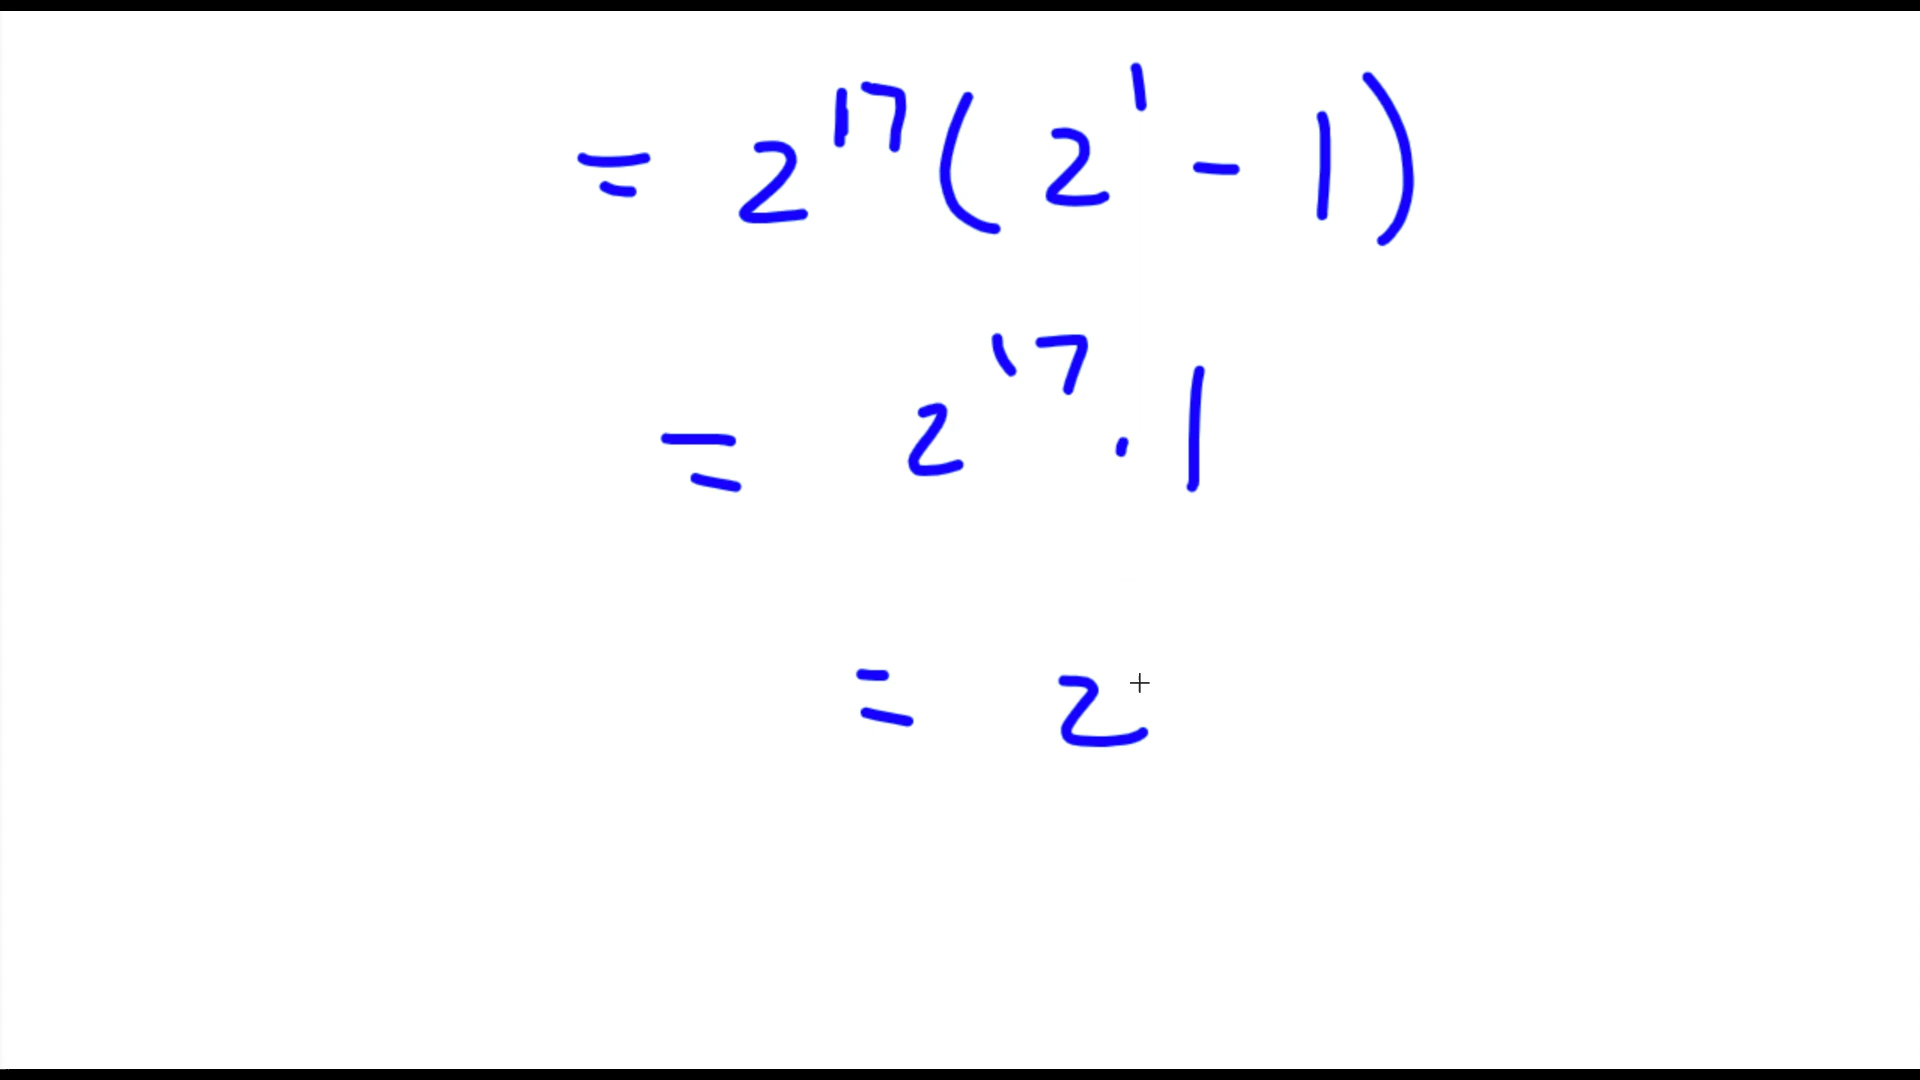 = 2¹⁷(2¹ - 1)
= 2¹⁷ · 1
= 2